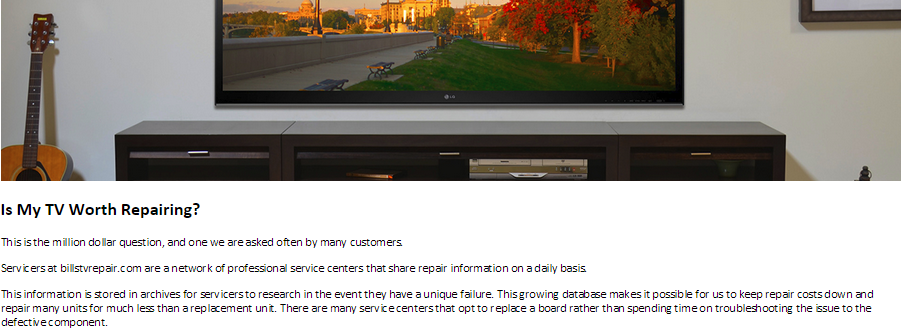 LG
Is My TV Worth Repairing?
This is the million dollar question, and one we are asked often by many customers.
Servicers at billstvrepair.com are a network of professional service centers that share repair information on a daily basis.
This information is stored in archives for servicers to research in the event they have a unique failure. This growing database makes it possible for us to keep repair costs down and
repair many units for much less than a replacement unit. There are many service centers that opt to replace a board rather than spending time on troubleshooting the issue to the
defective component.